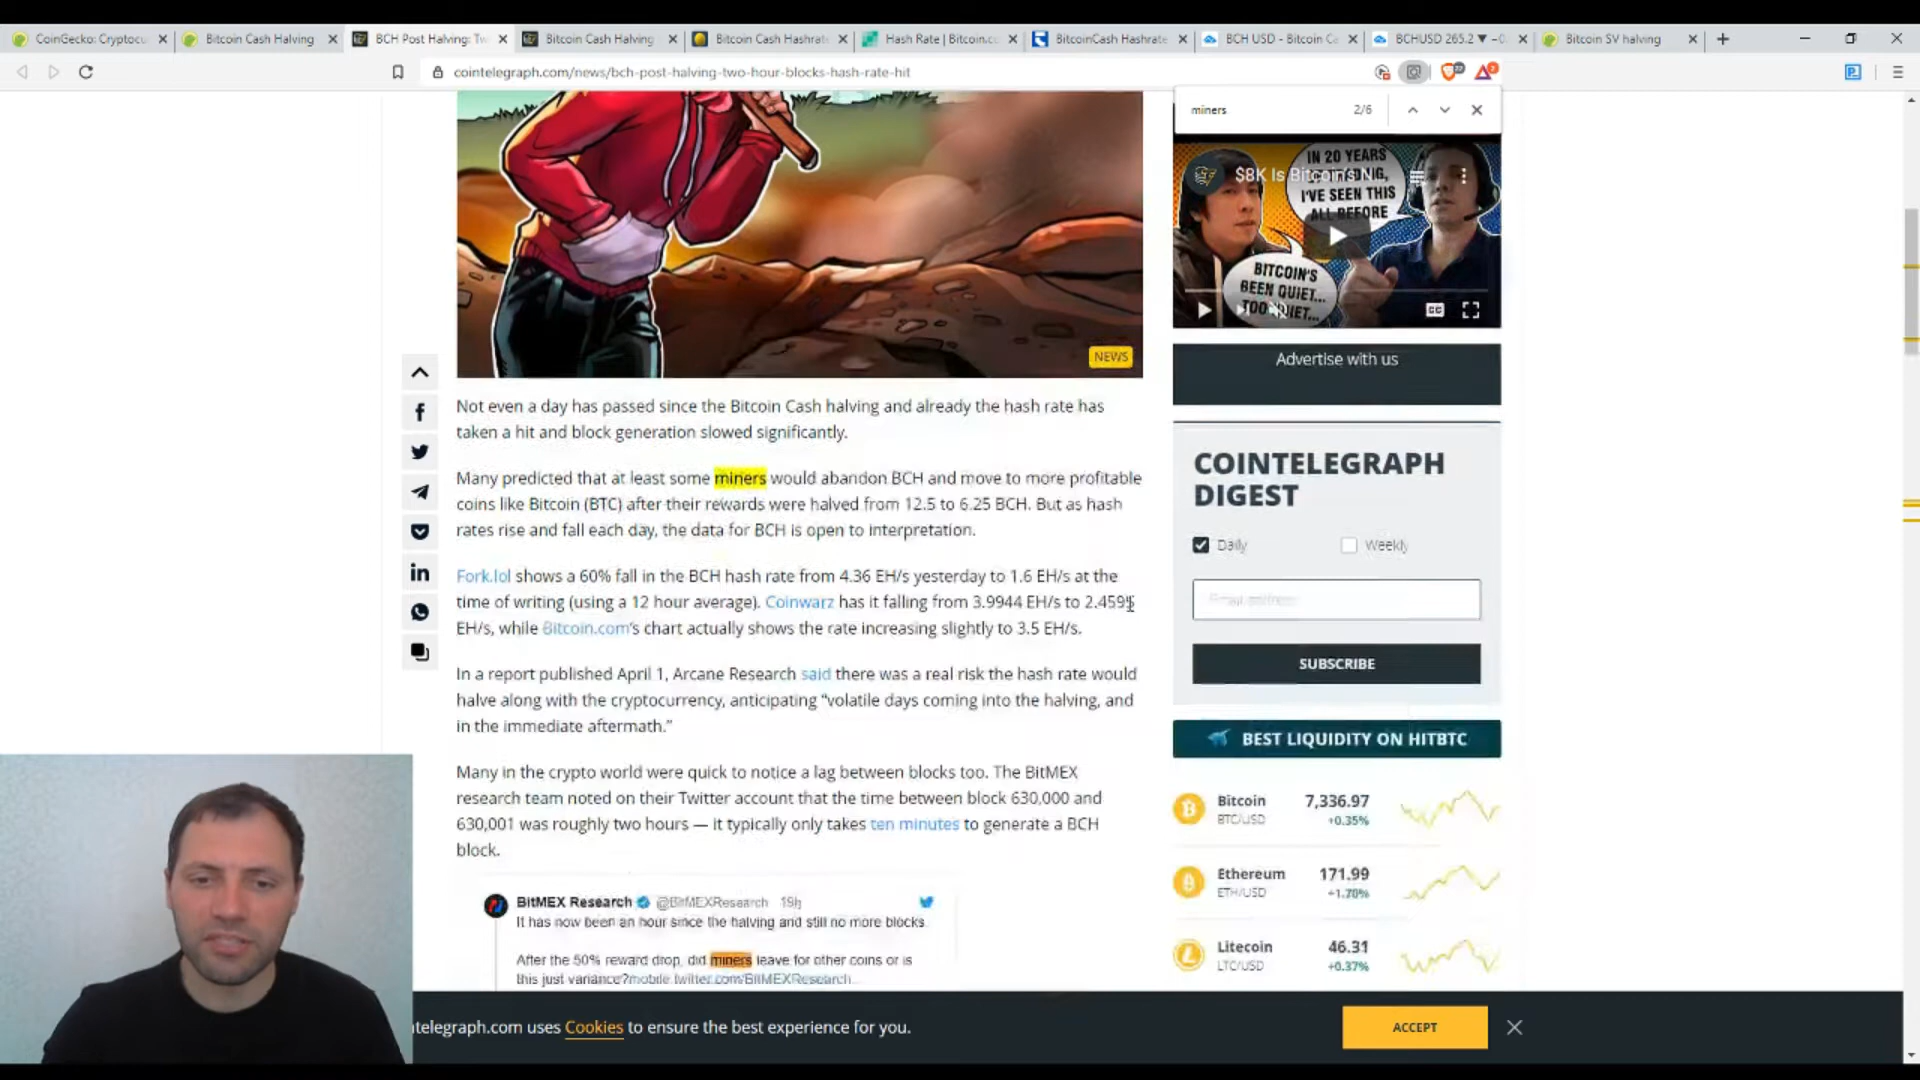 CoinGecko: Cryptocu
Bitcoin Cash Halving
BCH Post Halving: Tw
Bitcoin Cash Halving
Bitcoin Cash Hashrat
Hash Rate | Bitcoin.c
BitcoinCash Hashrate
BCH USD - Bitcoin Ca
BCHUSD 265.2 ▼ −0
Bitcoin SV halving
cointelegraph.com/news/bch-post-halving-two-hour-blocks-hash-rate-hit
miners 2/6
$8K Is Bitcoin's N
IN 20 YEARS
I'VE SEEN THIS
ALL BEFORE
BITCOIN'S
BEEN QUIET...
TOO QUIET...
NEWS
Advertise with us
Not even a day has passed since the Bitcoin Cash halving and already the hash rate has
taken a hit and block generation slowed significantly.
Many predicted that at least some miners would abandon BCH and move to more profitable
coins like Bitcoin (BTC) after their rewards were halved from 12.5 to 6.25 BCH. But as hash
rates rise and fall each day, the data for BCH is open to interpretation.
Fork.lol shows a 60% fall in the BCH hash rate from 4.36 EH/s yesterday to 1.6 EH/s at the
time of writing (using a 12 hour average). Coinwarz has it falling from 3.9944 EH/s to 2.4595
EH/s, while Bitcoin.com's chart actually shows the rate increasing slightly to 3.5 EH/s.
In a report published April 1, Arcane Research said there was a real risk the hash rate would
halve along with the cryptocurrency, anticipating "volatile days coming into the halving, and
in the immediate aftermath."
Many in the crypto world were quick to notice a lag between blocks too. The BitMEX
research team noted on their Twitter account that the time between block 630,000 and
630,001 was roughly two hours — it typically only takes ten minutes to generate a BCH
block.
BitMEX Research @BitMEXResearch 19h
It has now been an hour since the halving and still no more blocks.
After the 50% reward drop, did miners leave for other coins or is
this just variance?mobile.twitter.com/BitMEXResearch...
COINTELEGRAPH
DIGEST
Daily
Weekly
Email address
SUBSCRIBE
BEST LIQUIDITY ON HITBTC
Bitcoin 7,336.97
BTC/USD +0.35%
Ethereum 171.99
ETH/USD +1.70%
Litecoin 46.31
LTC/USD +0.37%
telegraph.com uses Cookies to ensure the best experience for you.
ACCEPT